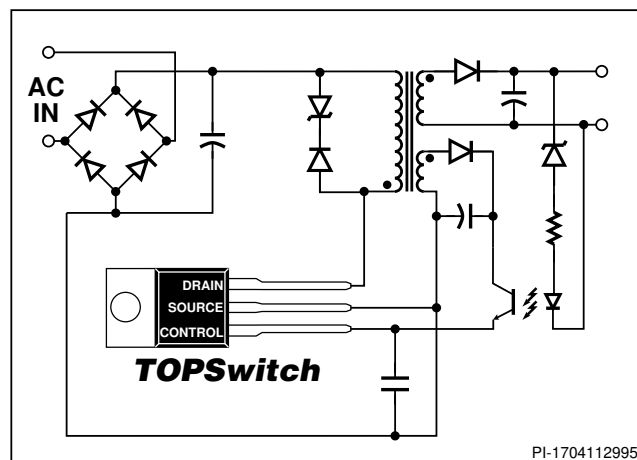 AC
IN
DRAIN
SOURCE
CONTROL
TOPSwitch
PI-1704112995